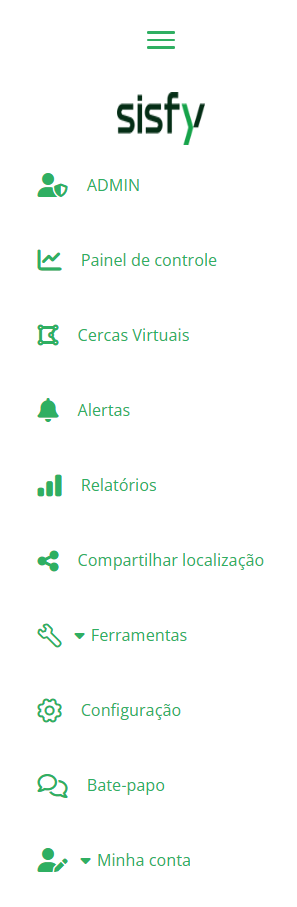 sisfy
ADMIN
Painel de controle
Cercas Virtuais
Alertas
Relatórios
Compartilhar localização
Ferramentas
Configuração
Bate-papo
Minha conta